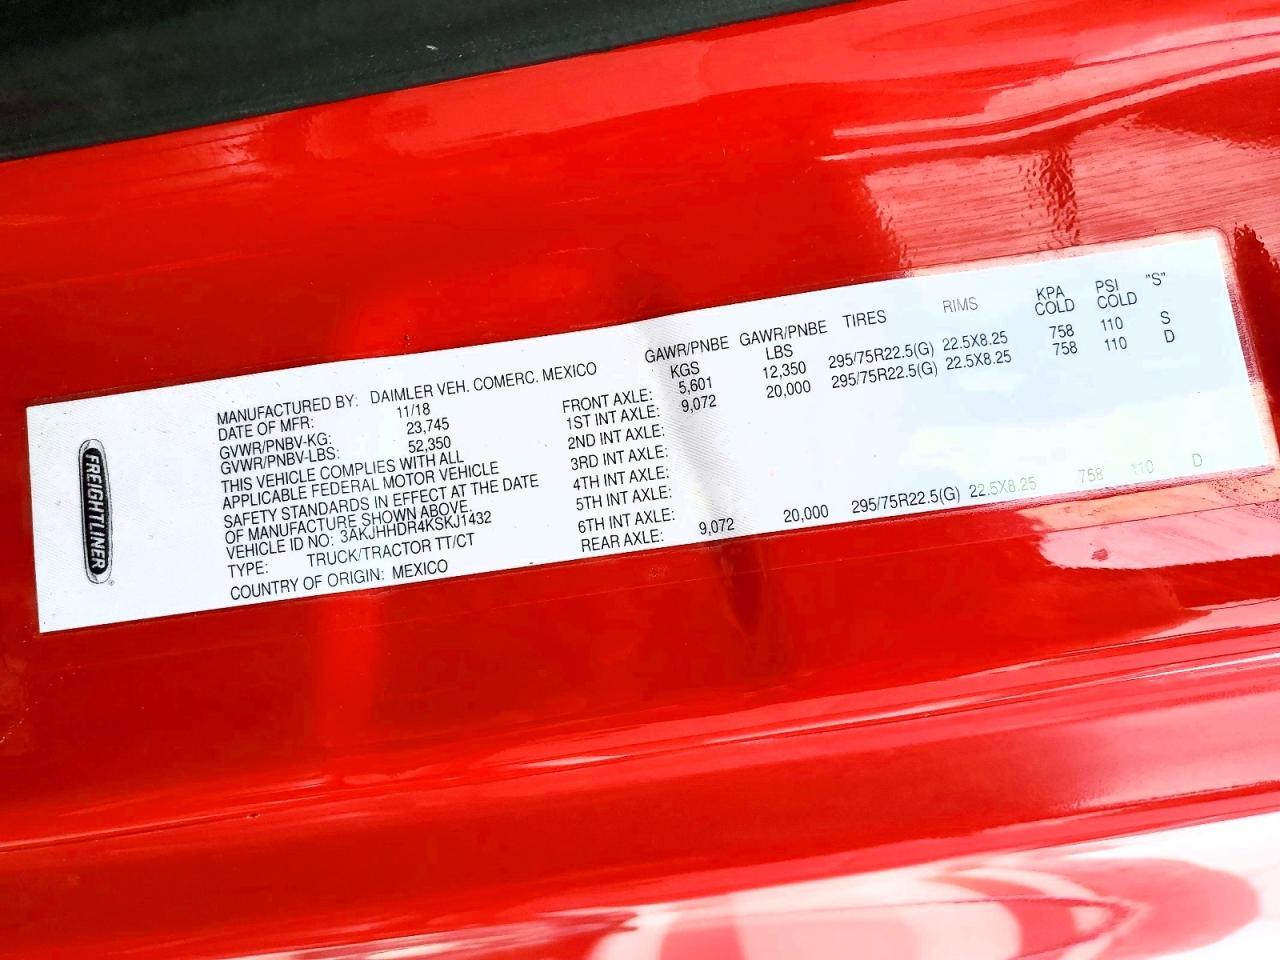 FREIGHTLINER
MANUFACTURED BY: DAIMLER VEH. COMERC. MEXICO
DATE OF MFR: 11/18
GVWR/PNBV-KG: 23,745
GVWR/PNBV-LBS: 52,350
THIS VEHICLE COMPLIES WITH ALL
APPLICABLE FEDERAL MOTOR VEHICLE
SAFETY STANDARDS IN EFFECT AT THE DATE
OF MANUFACTURE SHOWN ABOVE.
VEHICLE ID NO: 3AKJHHDR4KSKJ1432
TYPE: TRUCK/TRACTOR TT/CT
COUNTRY OF ORIGIN: MEXICO
GAWR/PNBE GAWR/PNBE TIRES RIMS KPA PSI "S"
KGS LBS COLD COLD
FRONT AXLE: 5,601 12,350 295/75R22.5(G) 22.5X8.25 758 110 S
1ST INT AXLE: 9,072 20,000 295/75R22.5(G) 22.5X8.25 758 110 D
2ND INT AXLE:
3RD INT AXLE:
4TH INT AXLE:
5TH INT AXLE:
6TH INT AXLE:
REAR AXLE: 9,072 20,000 295/75R22.5(G) 22.5X8.25 758 110 D